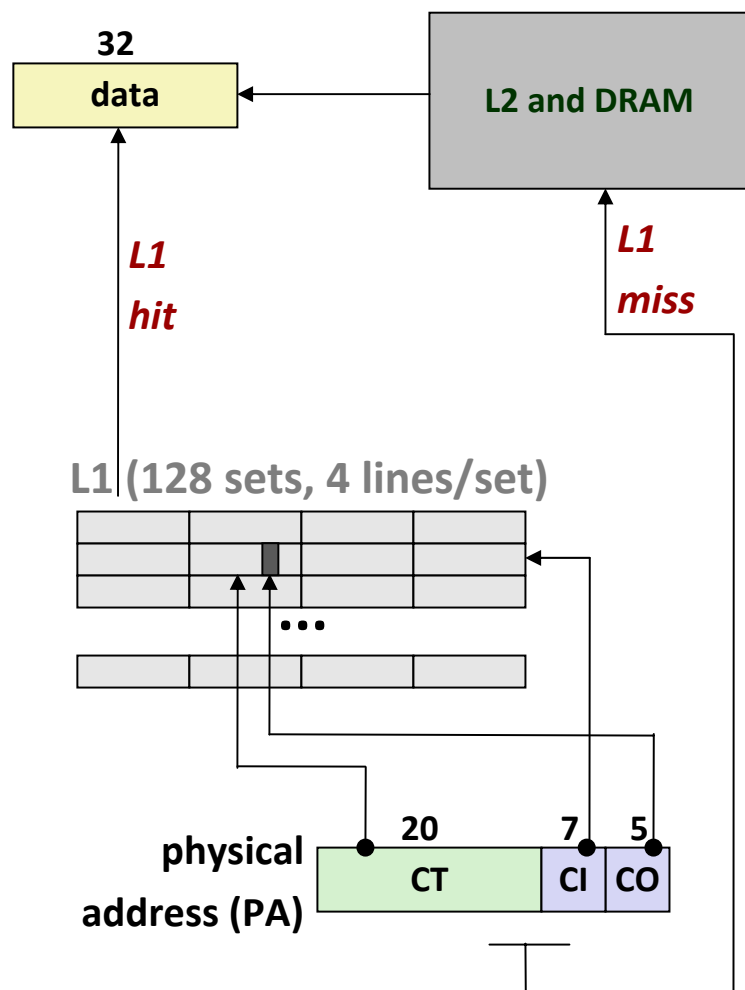 32
data
L2 and DRAM
L1
hit
L1
miss
L1 (128 sets, 4 lines/set)
...
20
7
5
physical
address (PA)
CT
CI
CO